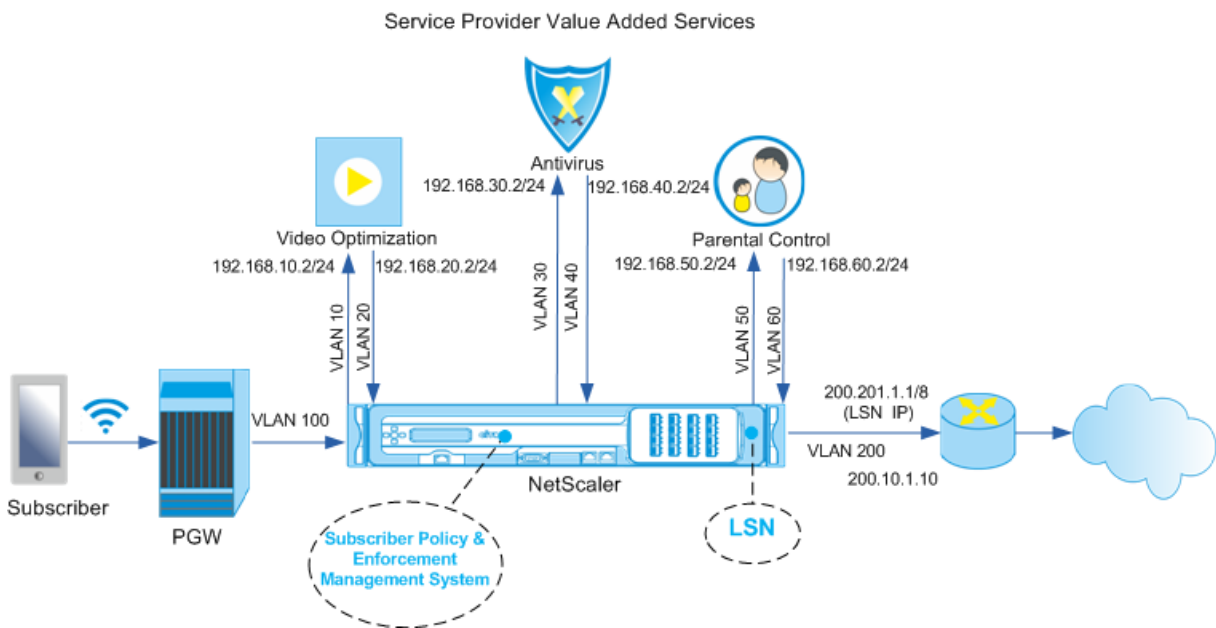 Service Provider Value Added Services
Antivirus
192.168.30.2/24
192.168.40.2/24
Video Optimization
192.168.10.2/24
192.168.20.2/24
Parental Control
192.168.50.2/24
192.168.60.2/24
VLAN 10
VLAN 20
VLAN 30
VLAN 40
VLAN 50
VLAN 60
VLAN 100
200.201.1.1/8
(LSN IP)
VLAN 200
200.10.1.10
NetScaler
Subscriber
PGW
Subscriber Policy &
Enforcement
Management System
LSN